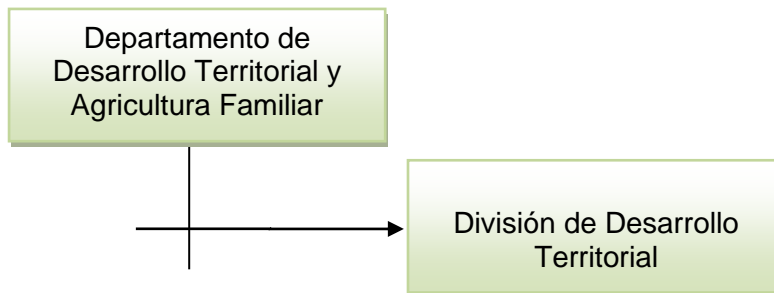 Departamento de
Desarrollo Territorial y
Agricultura Familiar
División de Desarrollo
Territorial